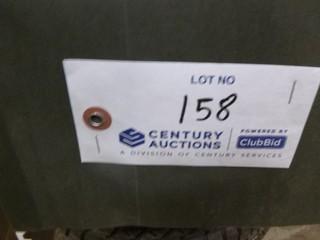 LOT NO
158
CENTURY AUCTIONS
POWERED BY
ClubBid
A DIVISION OF CENTURY SERVICES